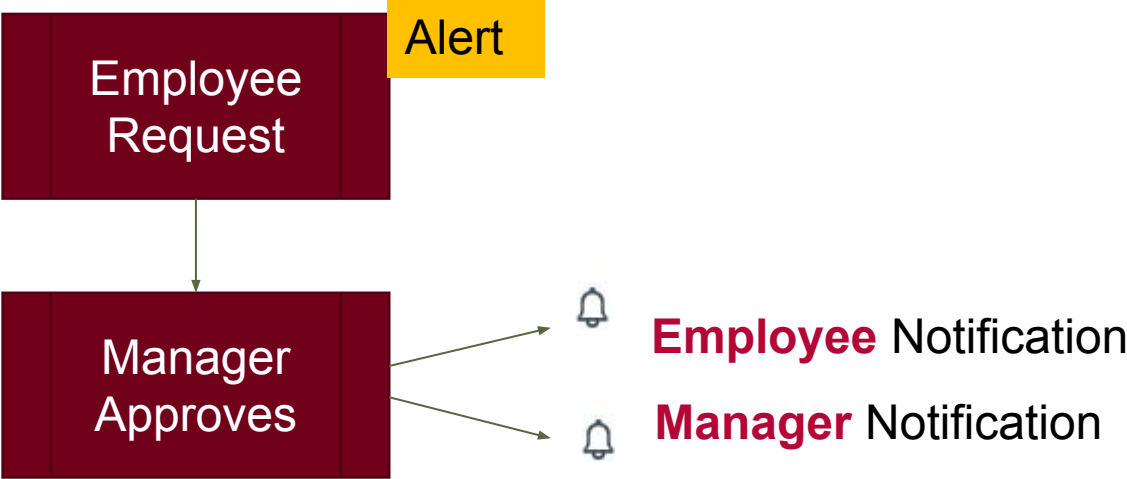 Alert
Employee
Request
Manager
Approves
Employee Notification
Manager Notification